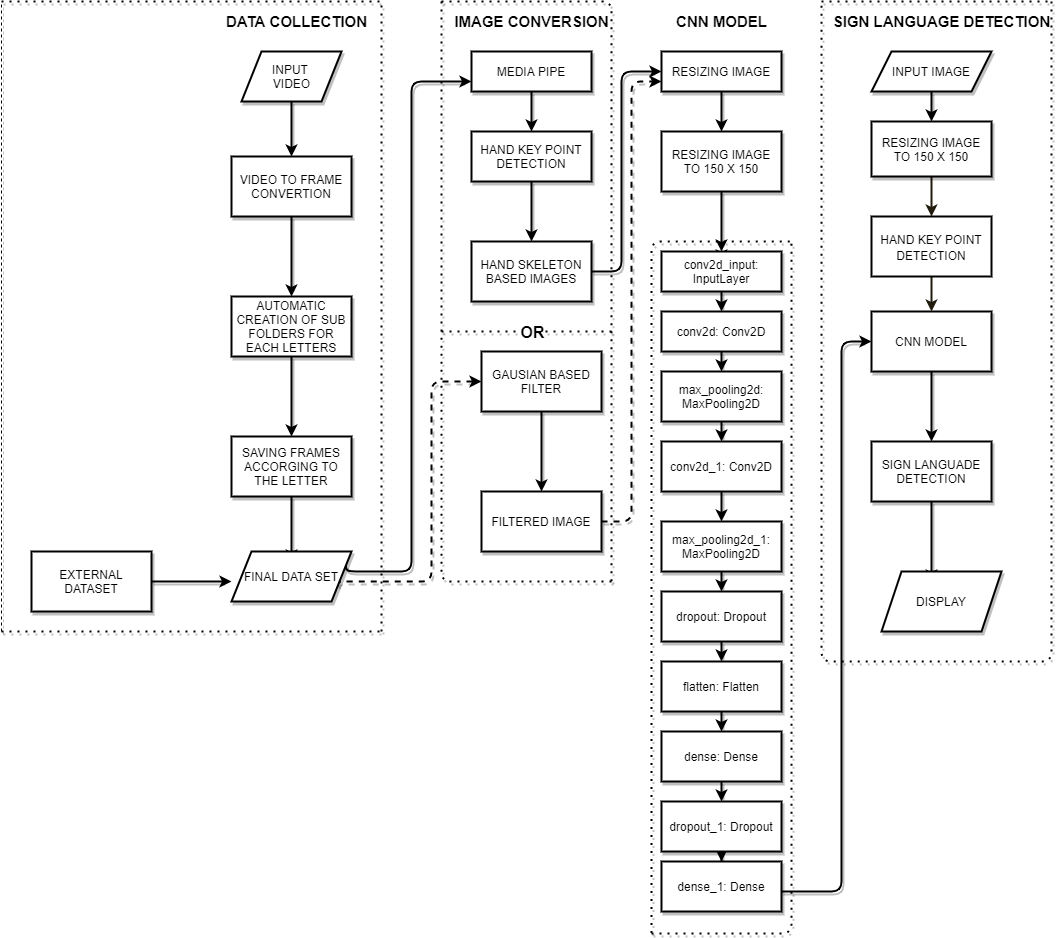 DATA COLLECTION
INPUT
VIDEO
VIDEO TO FRAME
CONVERTION
AUTOMATIC
CREATION OF SUB
FOLDERS FOR
EACH LETTERS
SAVING FRAMES
ACCORGING TO
THE LETTER
EXTERNAL
DATASET
FINAL DATA SET
IMAGE CONVERSION
MEDIA PIPE
HAND KEY POINT
DETECTION
HAND SKELETON
BASED IMAGES
OR
GAUSIAN BASED
FILTER
FILTERED IMAGE
CNN MODEL
RESIZING IMAGE
RESIZING IMAGE
TO 150 X 150
conv2d_input:
InputLayer
conv2d: Conv2D
max_pooling2d:
MaxPooling2D
conv2d_1: Conv2D
max_pooling2d_1:
MaxPooling2D
dropout: Dropout
flatten: Flatten
dense: Dense
dropout_1: Dropout
dense_1: Dense
SIGN LANGUAGE DETECTION
INPUT IMAGE
RESIZING IMAGE
TO 150 X 150
HAND KEY POINT
DETECTION
CNN MODEL
SIGN LANGUADE
DETECTION
DISPLAY